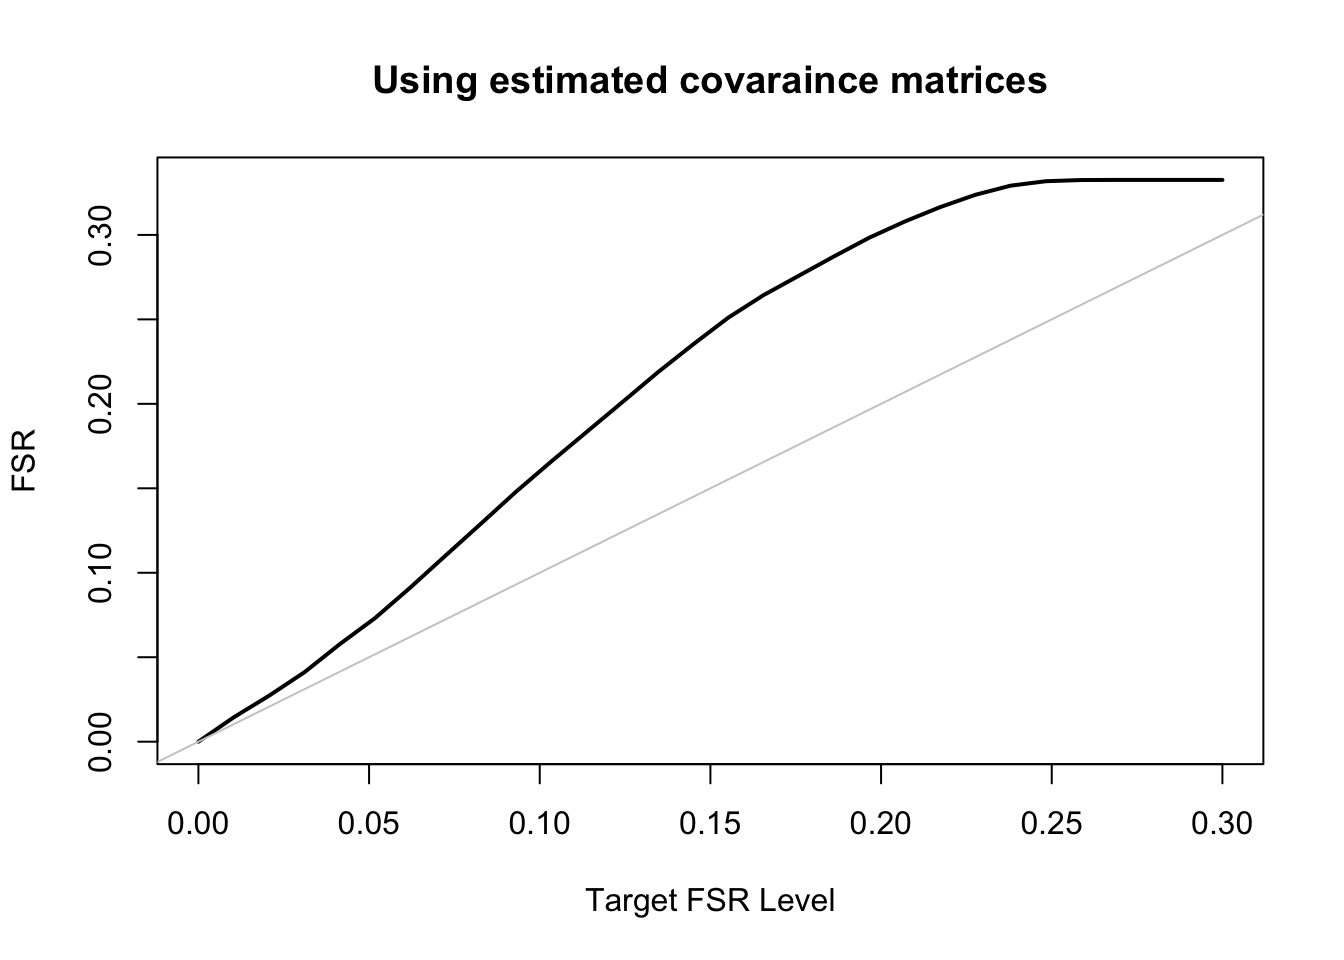 Using estimated covaraince matrices
FSR
0.30
0.20
0.10
0.00
0.00 0.05 0.10 0.15 0.20 0.25 0.30
Target FSR Level